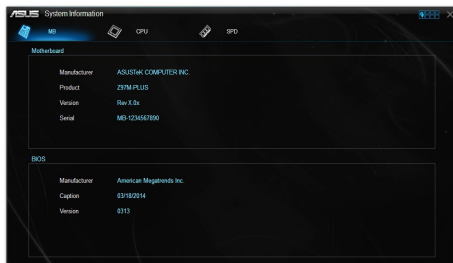 ASUS System Information
MB CPU SPD
Motherboard
Manufacturer ASUSTeK COMPUTER INC.
Product Z97M-PLUS
Version Rev X.0x
Serial MB-1234567890
BIOS
Manufacturer American Megatrends Inc.
Caption 03/18/2014
Version 0313